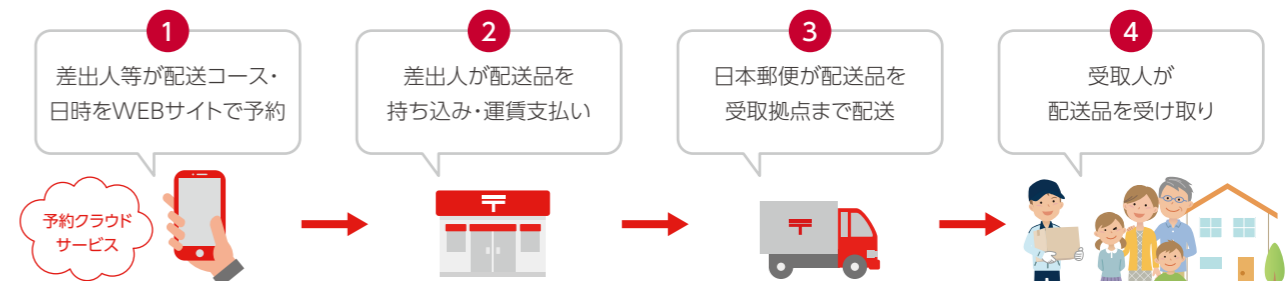 1
差出人等が配送コース・
日時をWEBサイトで予約
予約クラウド
サービス
2
差出人が配送品を
持ち込み・運賃支払い
3
日本郵便が配送品を
受取拠点まで配送
4
受取人が
配送品を受け取り